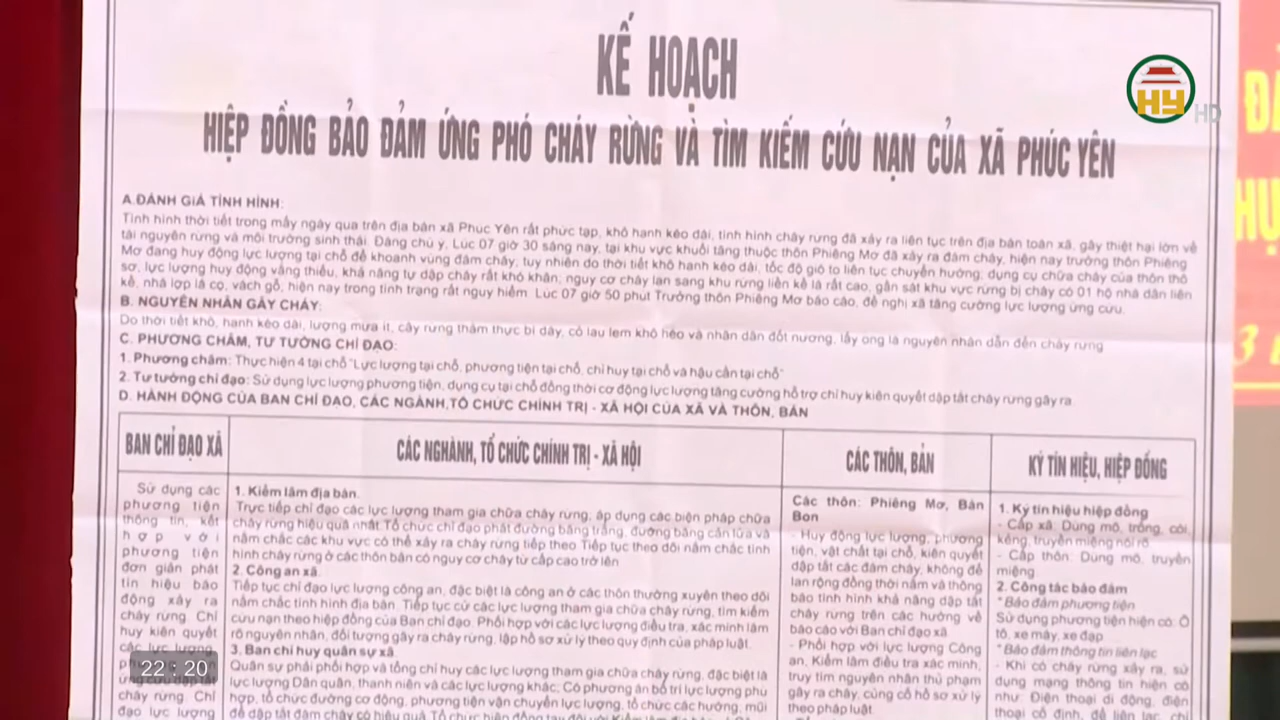 KẾ HOẠCH
HIỆP ĐỒNG BẢO ĐẢM ỨNG PHÓ CHÁY RỪNG VÀ TÌM KIẾM CỨU NẠN CỦA XÃ PHÚC YÊN
HY
HD
A.ĐÁNH GIÁ TÌNH HÌNH:
Tình hình thời tiết trong mấy ngày qua trên địa bàn xã Phúc Yên rất phức tạp, khô hanh kéo dài, tình hình cháy rừng đã xảy ra liên tục trên địa bàn toàn xã, gây thiệt hại lớn về
tài nguyên rừng và môi trường sinh thái. Đáng chú ý. Lúc 07 giờ 30 sáng nay, tại khu vực khuổi tăng thuộc thôn Phiêng Mơ đã xảy ra đám cháy, hiện nay trưởng thôn Phiêng
Mơ đang huy động lực lượng tại chỗ để khoanh vùng đám cháy; tuy nhiên do thời tiết khô hanh kéo dài, tốc độ gió to liên tục chuyển hướng; dụng cụ chữa cháy của thôn thô
sơ, lực lượng huy động vắng thiếu, khả năng tự dập cháy rất khó khăn; nguy cơ cháy lan sang khu rừng liền kề là rất cao, gần sát khu vực rừng bị cháy có 01 hộ nhà dân liền
kề, nhà lợp lá cọ, vách gỗ, hiện nay trong tình trạng rất nguy hiểm. Lúc 07 giờ 50 phút Trưởng thôn Phiêng Mơ báo cáo, đề nghị xã tăng cường lực lượng ứng cứu.
B. NGUYÊN NHÂN GÂY CHÁY:
Do thời tiết khô, hanh kéo dài, lượng mưa ít, cây rừng thảm thực bì dày, cỏ lau lem khô héo và nhân dân đốt nương, lấy ong là nguyên nhân dẫn đến cháy rừng
C. PHƯƠNG CHÂM, TƯ TƯỞNG CHỈ ĐẠO:
1. Phương châm: Thực hiện 4 tại chỗ "Lực lượng tại chỗ, phương tiện tại chỗ, chỉ huy tại chỗ và hậu cần tại chỗ"
2. Tư tưởng chỉ đạo: Sử dụng lực lượng phương tiện, dụng cụ tại chỗ đồng thời cơ động lực lượng tăng cường hỗ trợ chỉ huy kiên quyết dập tắt cháy rừng gây ra.
D. HÀNH ĐỘNG CỦA BAN CHỈ ĐẠO, CÁC NGÀNH,TỔ CHỨC CHÍNH TRỊ - XÃ HỘI CỦA XÃ VÀ THÔN, BẢN
BAN CHỈ ĐẠO XÃ
Sử dụng các
phương tiện
thông tin, kết
hợp với
phương tiện
đơn giản phát
tín hiệu báo
động xảy ra
cháy rừng. Chỉ
huy kiên quyết
các lực lượng
cháy rừng. Chỉ
đạo lực lượng
CÁC NGHÀNH, TỔ CHỨC CHÍNH TRỊ - XÃ HỘI
1. Kiểm lâm địa bàn.
Trực tiếp chỉ đạo các lực lượng tham gia chữa cháy rừng; áp dụng các biện pháp chữa
cháy rừng hiệu quả nhất. Tổ chức chỉ đạo phát đường băng trắng, đường băng cản lửa và
nắm chắc các khu vực có thể xảy ra cháy rừng tiếp theo Tiếp tục theo dõi nắm chắc tình
hình cháy rừng ở các thôn bản có nguy cơ cháy từ cấp cao trở lên
2. Công an xã.
Tiếp tục chỉ đạo lực lượng công an, đặc biệt là công an ở các thôn thường xuyên theo dõi
nắm chắc tình hình địa bàn. Tiếp tục cử các lực lượng tham gia chữa cháy rừng, tìm kiếm
cứu nạn theo hiệp đồng của Ban chỉ đạo. Phối hợp với các lực lượng điều tra, xác minh làm
rõ nguyên nhân, đối tượng gây ra cháy rừng, lập hồ sơ xử lý theo quy định của pháp luật.
3. Ban chỉ huy quân sự xã.
Quân sự phải phối hợp và tổng chỉ huy các lực lượng tham gia chữa cháy rừng, đặc biệt là
lực lượng Dân quân, thanh niên và các lực lượng khác; Có phương án bố trí lực lượng phù
hợp, tổ chức đường cơ động, phương tiện vận chuyển lực lượng, tổ chức các hướng, mũi
để dập tắt đám cháy có hiệu quả
CÁC THÔN, BẢN
Các thôn: Phiêng Mơ, Bản
Bon
- Huy động lực lượng, phương
tiện, vật chất tại chỗ, kiên quyết
dập tắt các đám cháy, không để
lan rộng đồng thời nắm và thông
báo tình hình khả năng dập tắt
cháy rừng trên các hướng về
báo cáo với Ban chỉ đạo xã
- Phối hợp với lực lượng Công
an, Kiểm lâm điều tra xác minh,
truy tìm nguyên nhân thủ phạm
gây ra cháy, củng cố hồ sơ xử lý
theo pháp luật.
KÝ TÍN HIỆU, HIỆP ĐỒNG
1. Ký tín hiệu hiệp đồng
- Cấp xã: Dùng mõ, trống, còi,
kẻng, truyền miệng nói rõ.
- Cấp thôn: Dùng mõ, truyền
miệng
2. Công tác bảo đảm
* Bảo đảm phương tiện
Sử dụng phương tiện hiện có: Ô
tô, xe máy, xe đạp
* Bảo đảm thông tin liên lạc
- Khi có cháy rừng xảy ra, sử
dụng mạng thông tin hiện có
như: Điện thoại di động, điện
thoại cố định, để liên lạc, chỉ
22 : 20